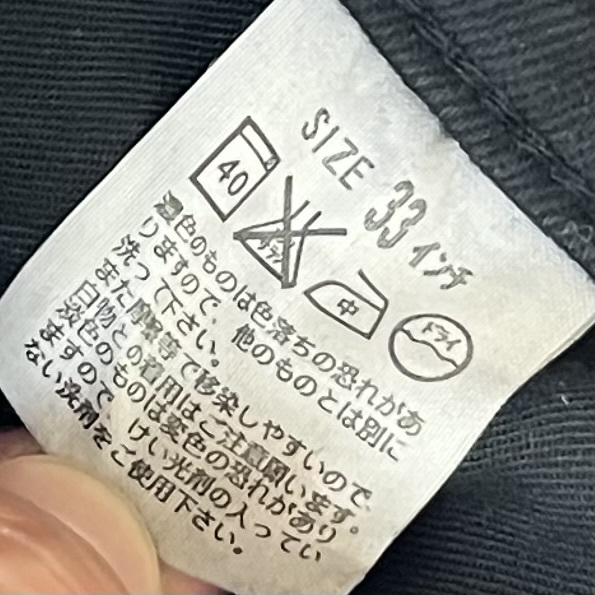 SIZE 33インチ
40 中 ドライ
濃色のものは色落ちの恐れがあ
りますので、他のものとは別に
洗って下さい。
また摩擦等で移染しやすいので
白物との着用はご注意願います。
淡色のものは変色の恐れがあり
ますので、けい光剤の入ってい
ない洗剤をご使用下さい。